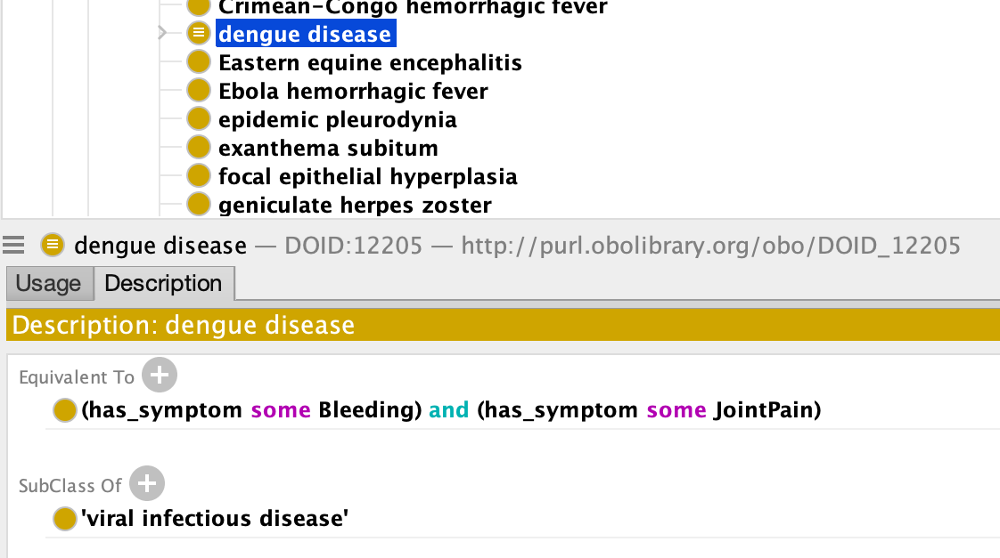 Crimean-Congo hemorrhagic fever
dengue disease
Eastern equine encephalitis
Ebola hemorrhagic fever
epidemic pleurodynia
exanthema subitum
focal epithelial hyperplasia
geniculate herpes zoster
dengue disease — DOID:12205 — http://purl.obolibrary.org/obo/DOID_12205
Usage Description
Description: dengue disease
Equivalent To
(has_symptom some Bleeding) and (has_symptom some JointPain)
SubClass Of
'viral infectious disease'